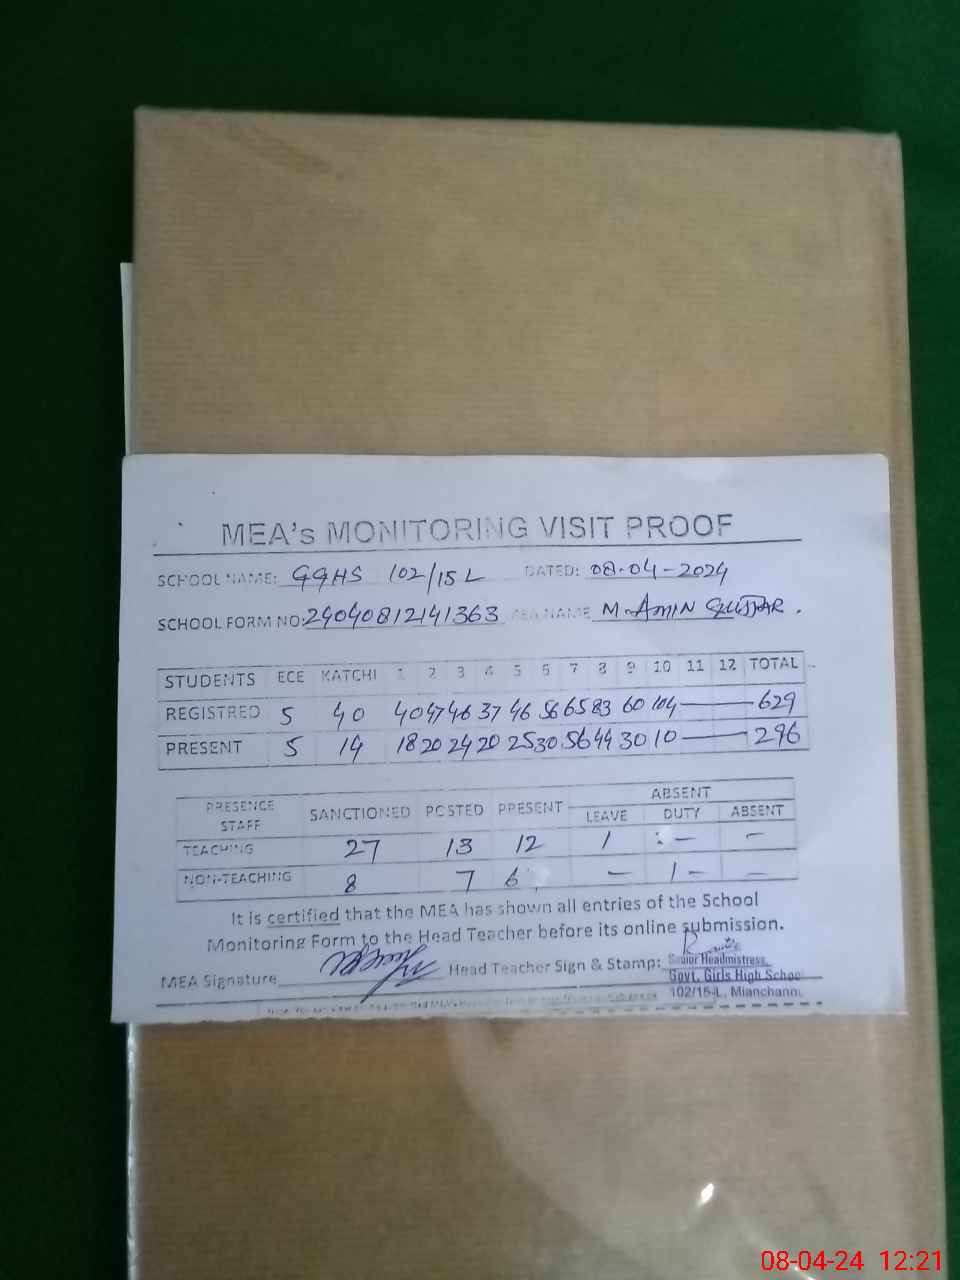 MEA's MONITORING VISIT PROOF
SCHOOL NAME: GGHS 102/15 L DATED: 08-04-2024
SCHOOL FORM NO: 24040812141363 MEA NAME M. AMIN GUJJAR.
STUDENTS ECE KATCHI 1 2 3 4 5 6 7 8 9 10 11 12 TOTAL
REGISTRED 5 40 40 47 46 37 46 56 65 83 60 104 — 629
PRESENT 5 14 18 20 24 20 25 30 56 44 30 10 — 296
PRESENCE STAFF SANCTIONED POSTED PRESENT ABSENT
LEAVE DUTY ABSENT
TEACHING 27 13 12 1 - -
NON-TEACHING 8 7 6 - 1 - -
It is certified that the MEA has shown all entries of the School
Monitoring Form to the Head Teacher before its online submission.
MEA Signature Head Teacher Sign & Stamp: Senior Headmistress
Govt. Girls High School
102/15-L, Mianchannu
08-04-24 12:21